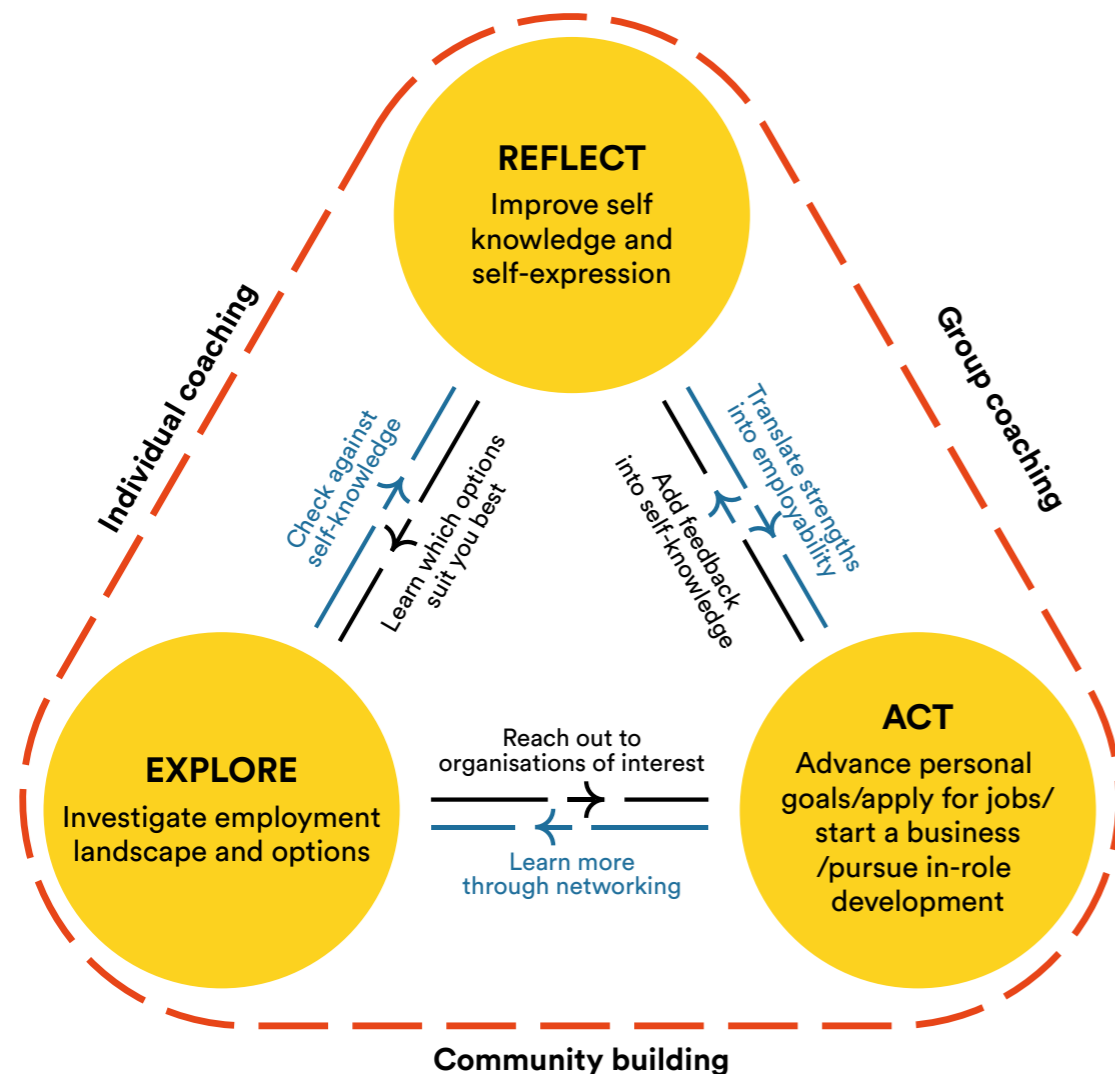 REFLECT
Improve self
knowledge and
self-expression
Individual coaching
Group coaching
Check against
self-knowledge
Learn which options
suit you best
Add feedback
into self-knowledge
Translate strengths
into employability
EXPLORE
Investigate employment
landscape and options
Reach out to
organisations of interest
Learn more
through networking
ACT
Advance personal
goals/apply for jobs/
start a business
/pursue in-role
development
Community building